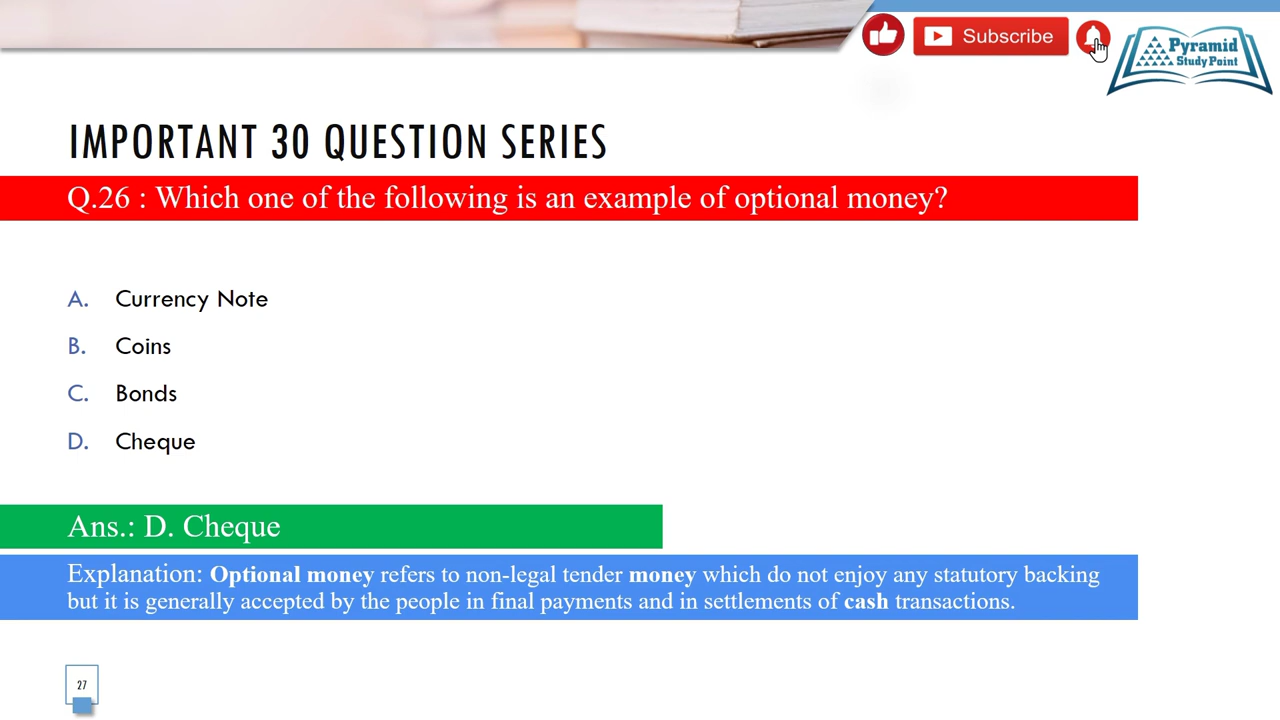 Subscribe
Pyramid
Study Point
IMPORTANT 30 QUESTION SERIES
Q.26 : Which one of the following is an example of optional money?
A. Currency Note
B. Coins
C. Bonds
D. Cheque
Ans.: D. Cheque
Explanation: Optional money refers to non-legal tender money which do not enjoy any statutory backing
but it is generally accepted by the people in final payments and in settlements of cash transactions.
27